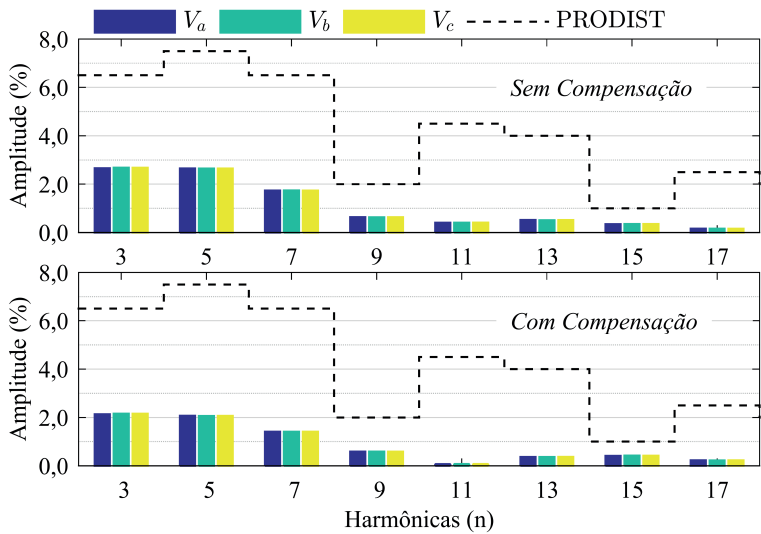 Va Vb Vc PRODIST
8,0
6,0
4,0
2,0
0,0
Amplitude (%)
Sem Compensação
3 5 7 9 11 13 15 17
8,0
6,0
4,0
2,0
0,0
Amplitude (%)
Com Compensação
3 5 7 9 11 13 15 17
Harmônicas (n)